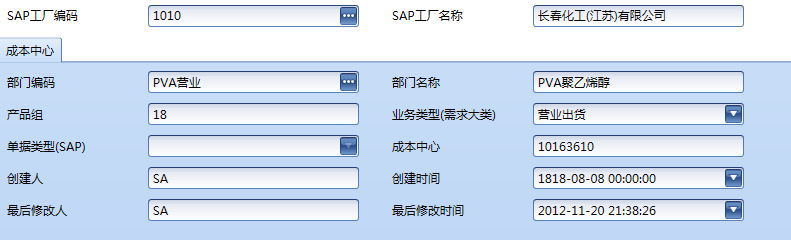 SAP工厂编码 1010 SAP工厂名称 长春化工(江苏)有限公司
成本中心
部门编码 PVA营业 部门名称 PVA聚乙烯醇
产品组 18 业务类型(需求大类) 营业出货
单据类型(SAP) 成本中心 10163610
创建人 SA 创建时间 1818-08-08 00:00:00
最后修改人 SA 最后修改时间 2012-11-20 21:38:26